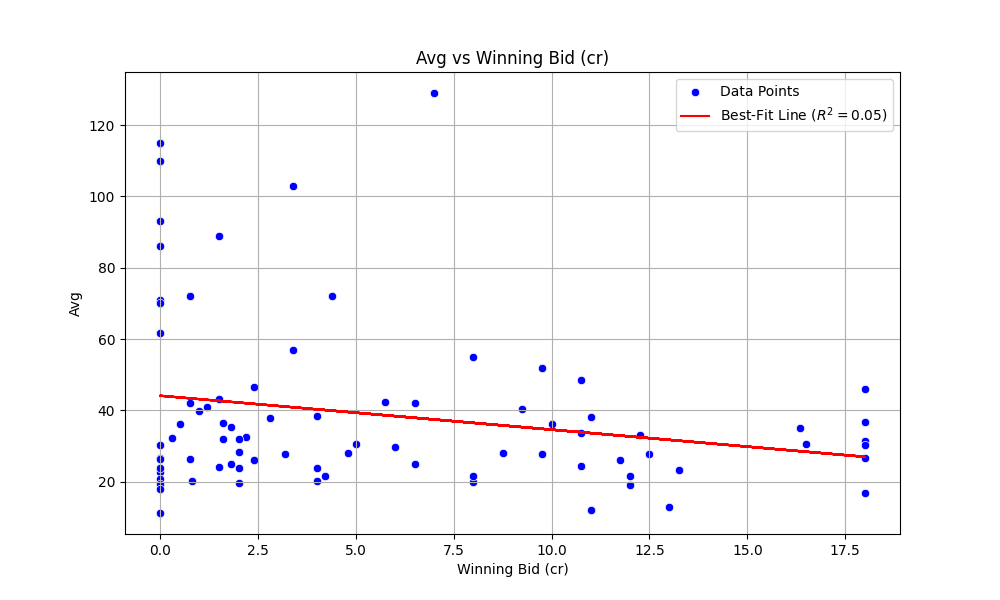 Avg vs Winning Bid (cr)
Data Points
Best-Fit Line (R² = 0.05)
Avg
120
100
80
60
40
20
0.0 2.5 5.0 7.5 10.0 12.5 15.0 17.5
Winning Bid (cr)